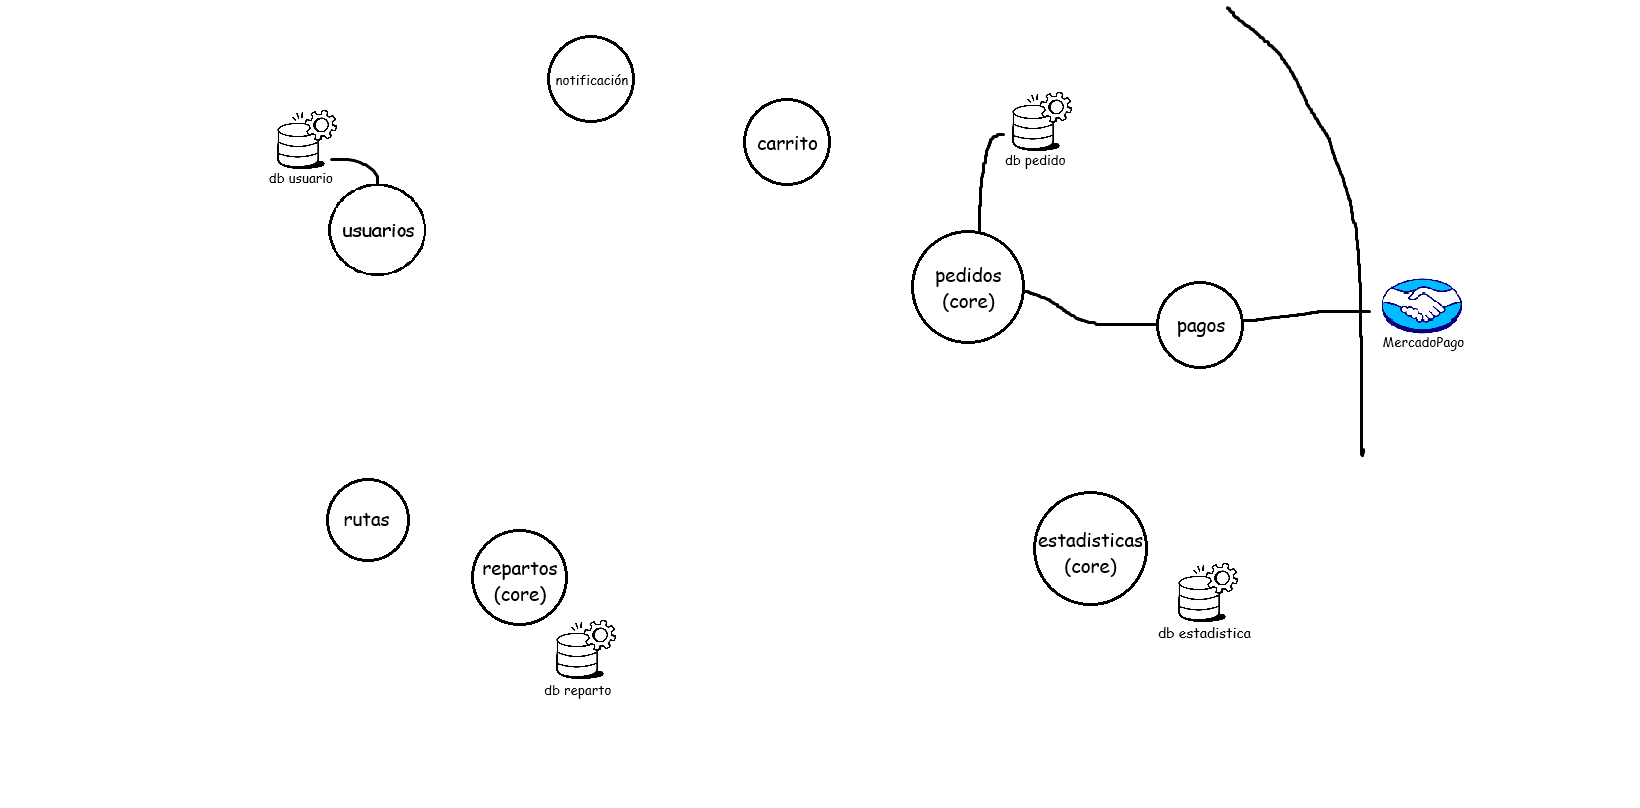 notificación
carrito
db pedido
db usuario
usuarios
pedidos
(core)
pagos
MercadoPago
rutas
repartos
(core)
db reparto
estadisticas
(core)
db estadistica